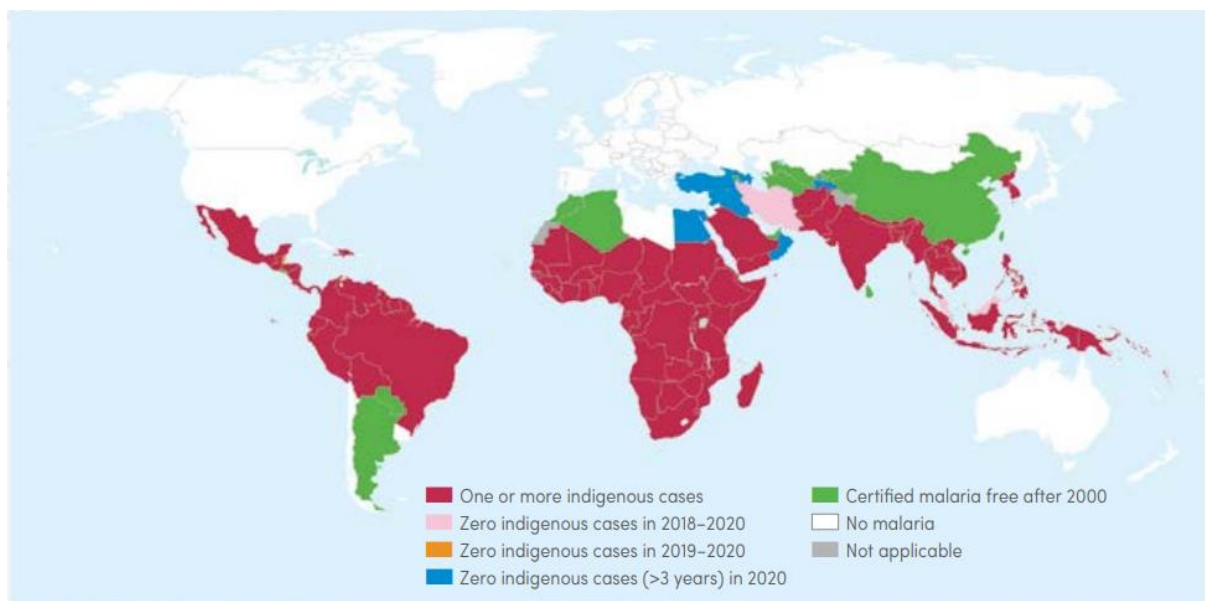 One or more indigenous cases
Zero indigenous cases in 2018–2020
Zero indigenous cases in 2019–2020
Zero indigenous cases (>3 years) in 2020
Certified malaria free after 2000
No malaria
Not applicable